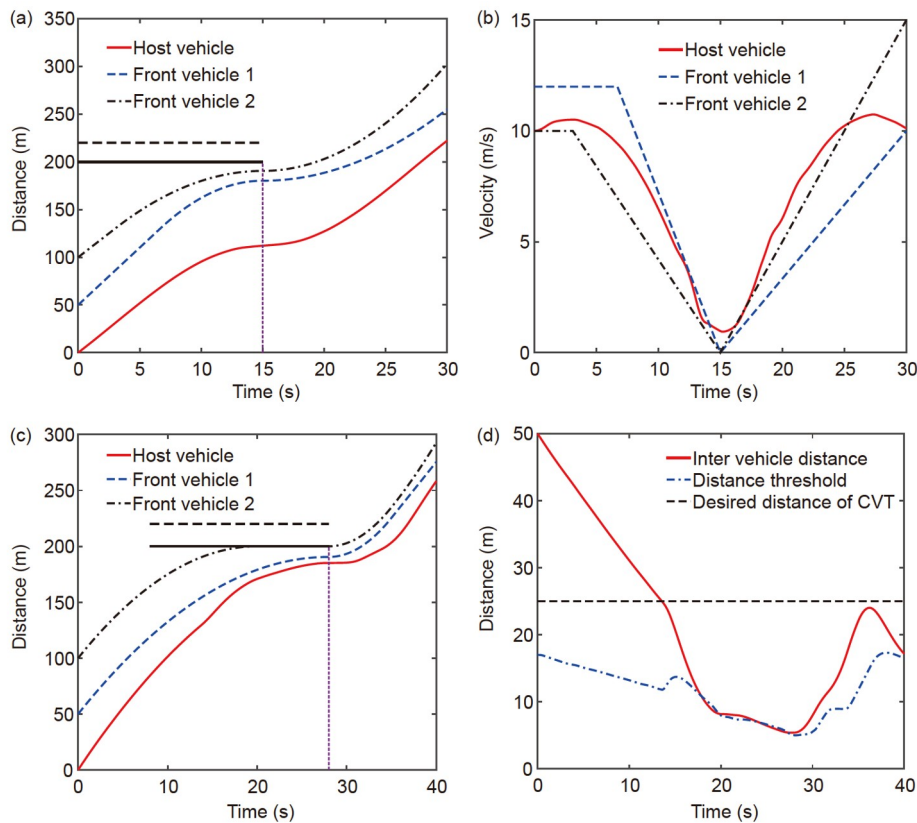 (a)
350
300
250
200
150
100
50
0
Distance (m)
Host vehicle
Front vehicle 1
Front vehicle 2
0 5 10 15 20 25 30
Time (s)
(b)
15
10
5
0
Velocity (m/s)
Host vehicle
Front vehicle 1
Front vehicle 2
0 5 10 15 20 25 30
Time (s)
(c)
300
250
200
150
100
50
0
Distance (m)
Host vehicle
Front vehicle 1
Front vehicle 2
0 10 20 30 40
Time (s)
(d)
50
40
30
20
10
0
Distance (m)
Inter vehicle distance
Distance threshold
Desired distance of CVT
0 10 20 30 40
Time (s)